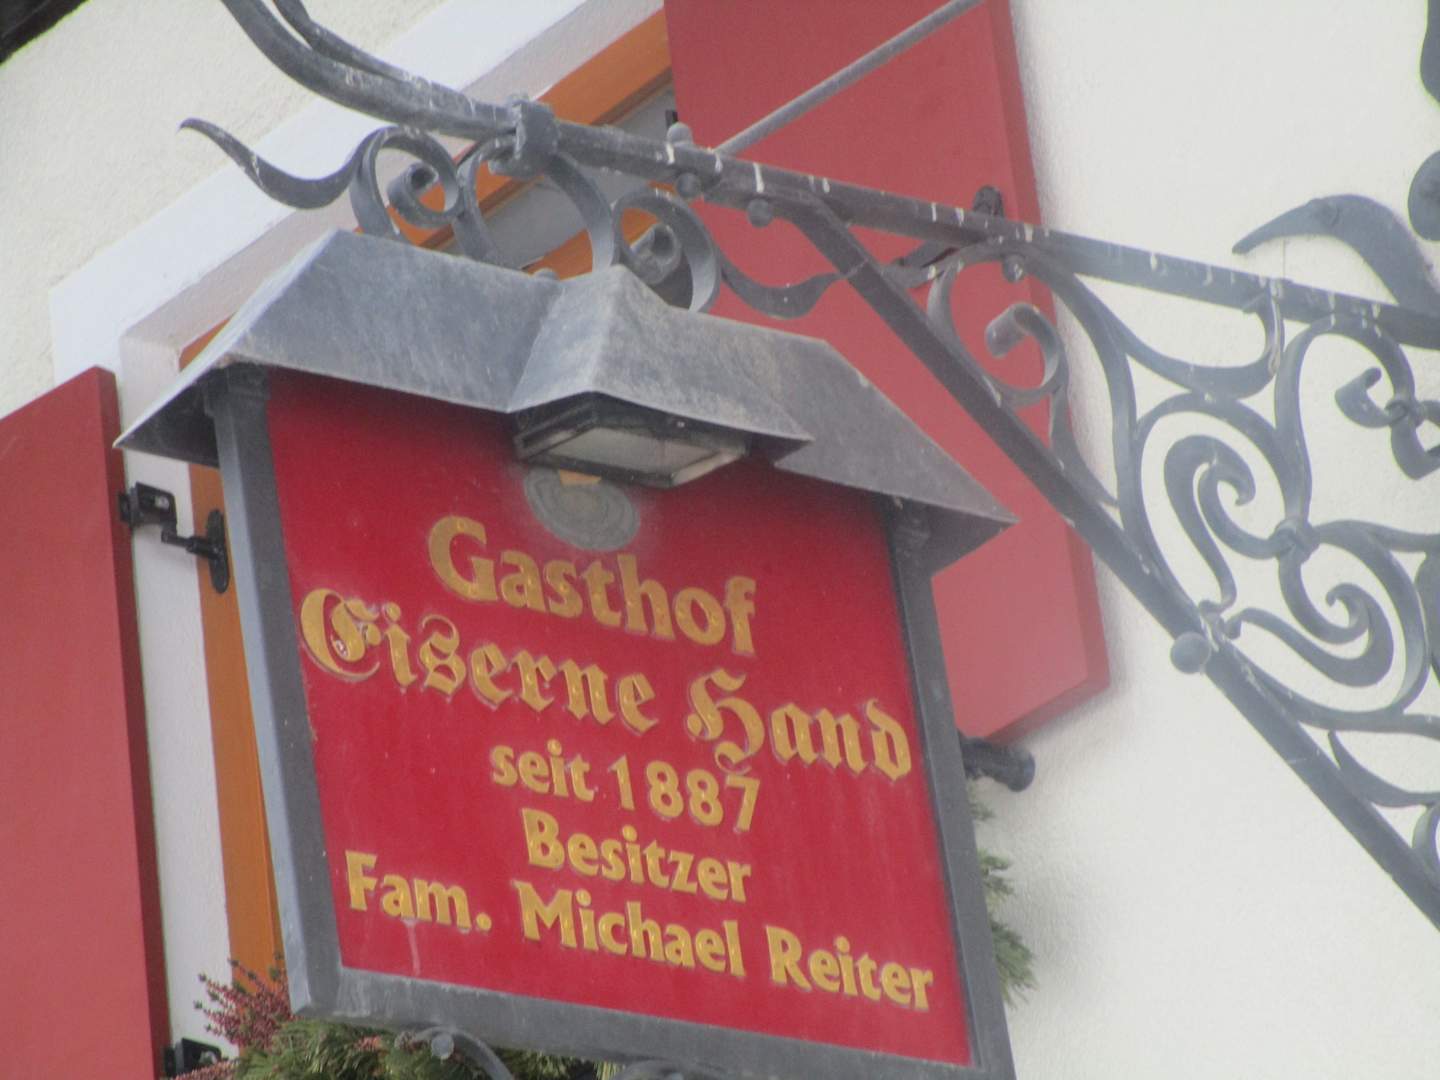 Gasthof
Eiserne Hand
seit 1887
Besitzer
Fam. Michael Reiter